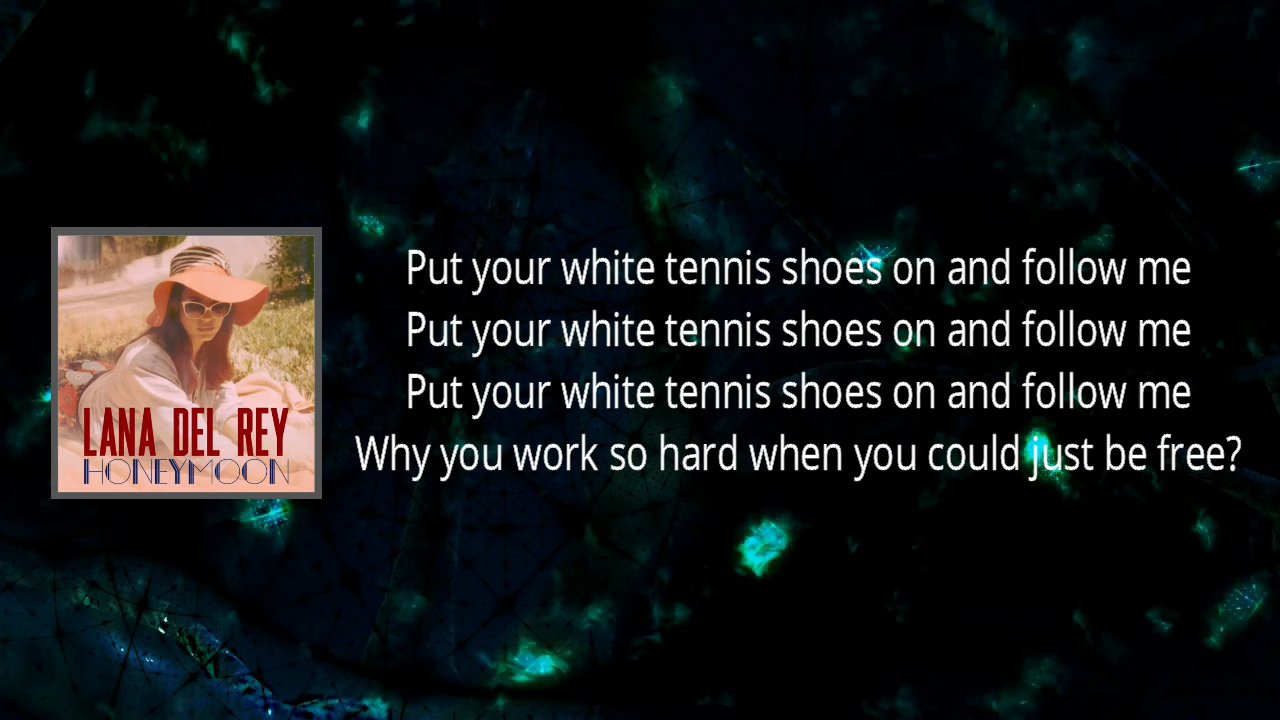 LANA DEL REY
HONEYMOON
Put your white tennis shoes on and follow me
Put your white tennis shoes on and follow me
Put your white tennis shoes on and follow me
Why you work so hard when you could just be free?